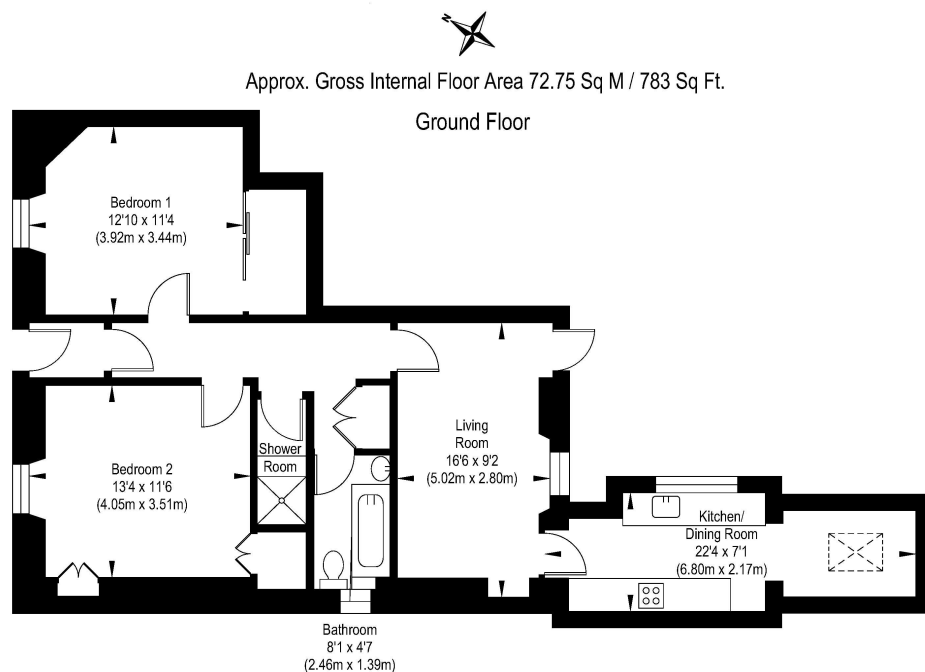 N
Approx. Gross Internal Floor Area 72.75 Sq M / 783 Sq Ft.
Ground Floor
Bedroom 1
12'10 x 11'4
(3.92m x 3.44m)
Bedroom 2
13'4 x 11'6
(4.05m x 3.51m)
Shower
Room
Living
Room
16'6 x 9'2
(5.02m x 2.80m)
Kitchen/
Dining Room
22'4 x 7'1
(6.80m x 2.17m)
Bathroom
8'1 x 4'7
(2.46m x 1.39m)